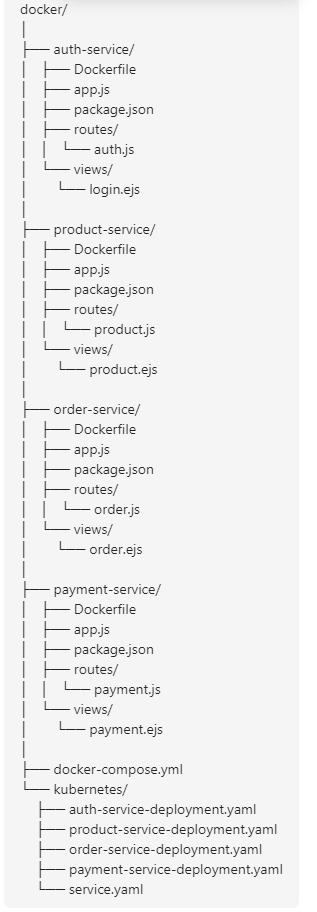 docker/
│
├── auth-service/
│   ├── Dockerfile
│   ├── app.js
│   ├── package.json
│   ├── routes/
│   │   └── auth.js
│   └── views/
│       └── login.ejs
│
├── product-service/
│   ├── Dockerfile
│   ├── app.js
│   ├── package.json
│   ├── routes/
│   │   └── product.js
│   └── views/
│       └── product.ejs
│
├── order-service/
│   ├── Dockerfile
│   ├── app.js
│   ├── package.json
│   ├── routes/
│   │   └── order.js
│   └── views/
│       └── order.ejs
│
├── payment-service/
│   ├── Dockerfile
│   ├── app.js
│   ├── package.json
│   ├── routes/
│   │   └── payment.js
│   └── views/
│       └── payment.ejs
│
├── docker-compose.yml
└── kubernetes/
    ├── auth-service-deployment.yaml
    ├── product-service-deployment.yaml
    ├── order-service-deployment.yaml
    ├── payment-service-deployment.yaml
    └── service.yaml